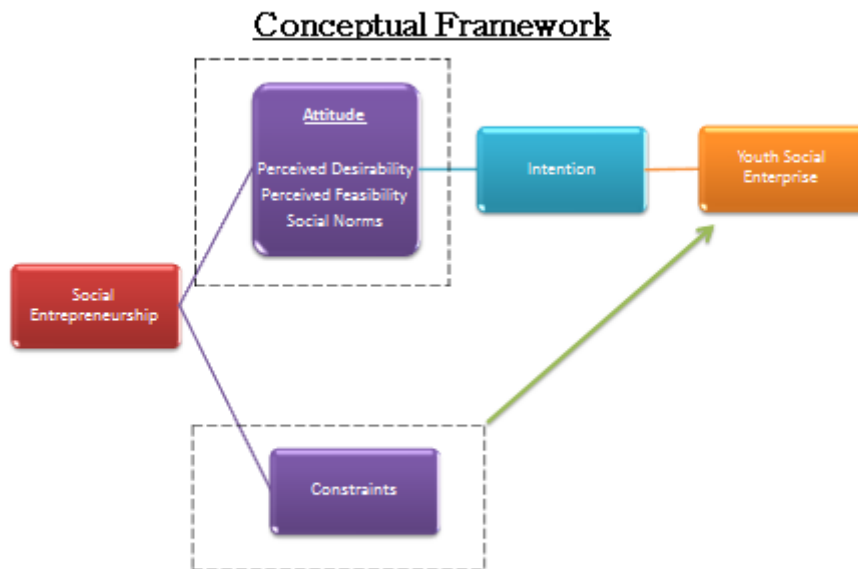 Conceptual Framework
Attitude
Perceived Desirability
Perceived Feasibility
Social Norms
Intention
Youth Social
Enterprise
Social
Entrepreneurship
Constraints